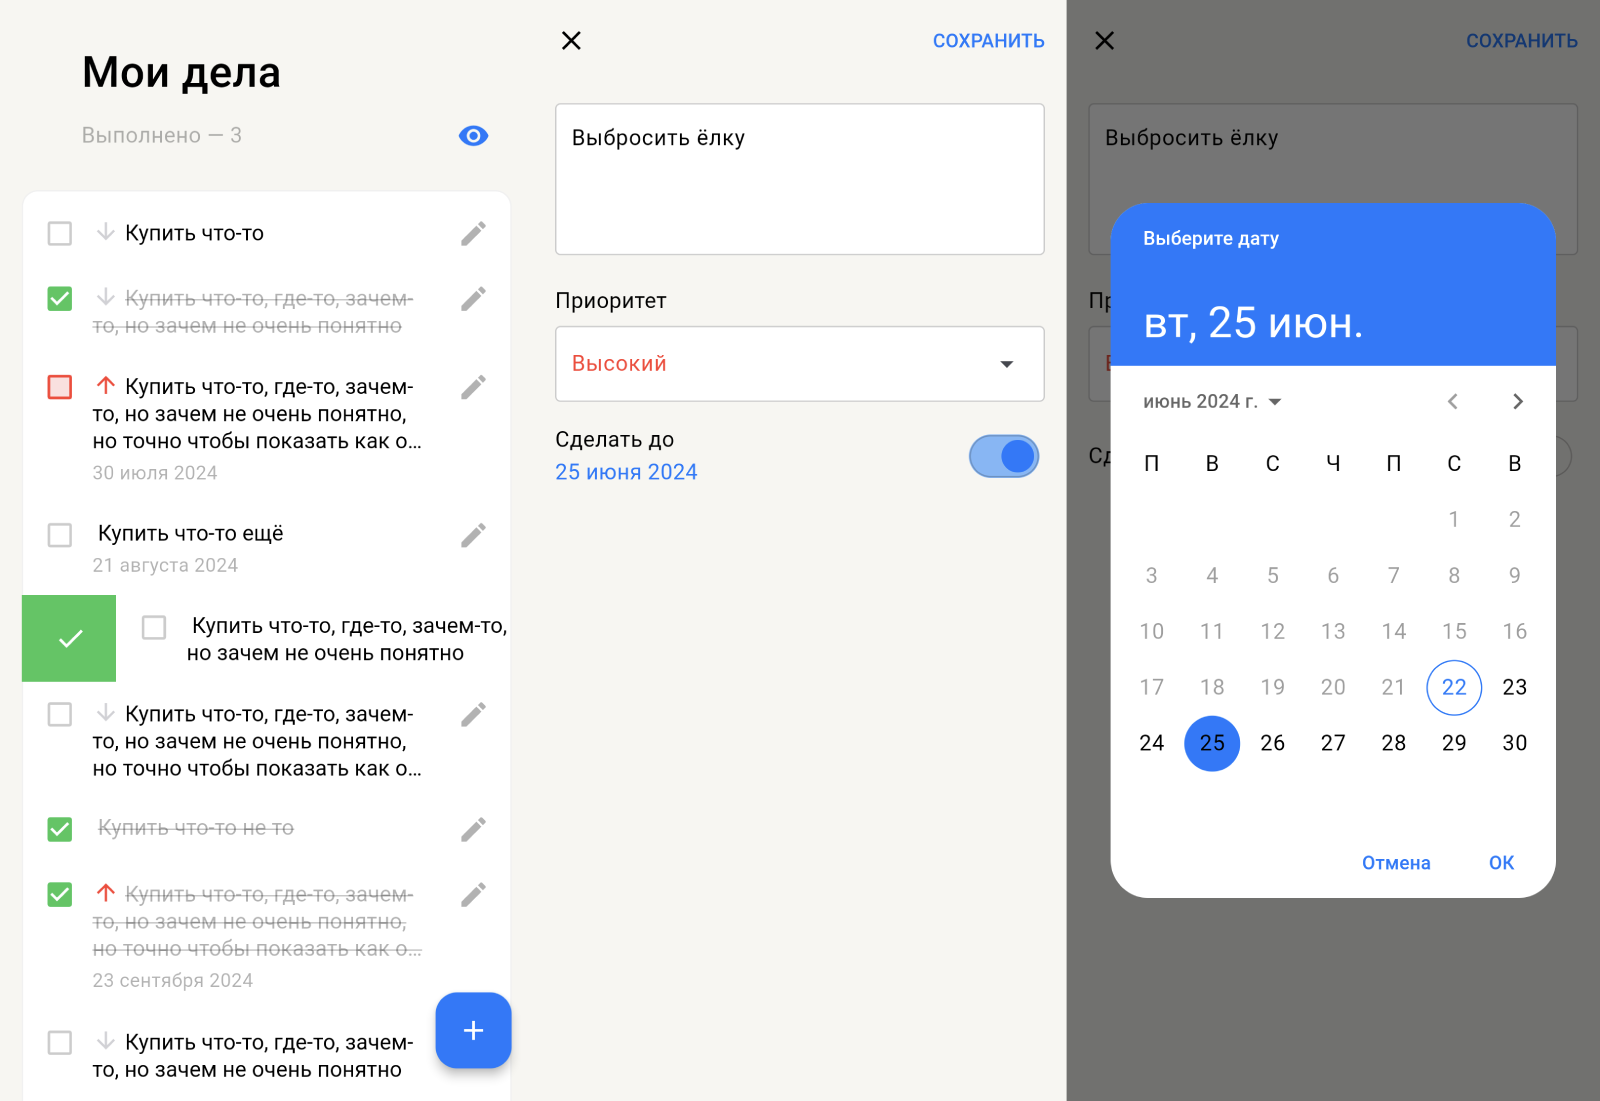 Мои дела
Выполнено — 3
Купить что-то
Купить что-то, где-то, зачем-
то, но зачем не очень понятно
Купить что-то, где-то, зачем-
то, но зачем не очень понятно,
но точно чтобы показать как о...
30 июля 2024
Купить что-то ещё
21 августа 2024
Купить что-то, где-то, зачем-то,
но зачем не очень понятно
Купить что-то, где-то, зачем-
то, но зачем не очень понятно,
но точно чтобы показать как о...
Купить что-то не то
Купить что-то, где-то, зачем-
то, но зачем не очень понятно,
но точно чтобы показать как о...
23 сентября 2024
Купить что-то, где-то, зачем-
то, но зачем не очень понятно
СОХРАНИТЬ
Выбросить ёлку
Приоритет
Высокий
Сделать до
25 июня 2024
СОХРАНИТЬ
Выбросить ёлку
Выберите дату
вт, 25 июн.
июнь 2024 г.
П В С Ч П С В
1 2
3 4 5 6 7 8 9
10 11 12 13 14 15 16
17 18 19 20 21 22 23
24 25 26 27 28 29 30
Отмена ОК